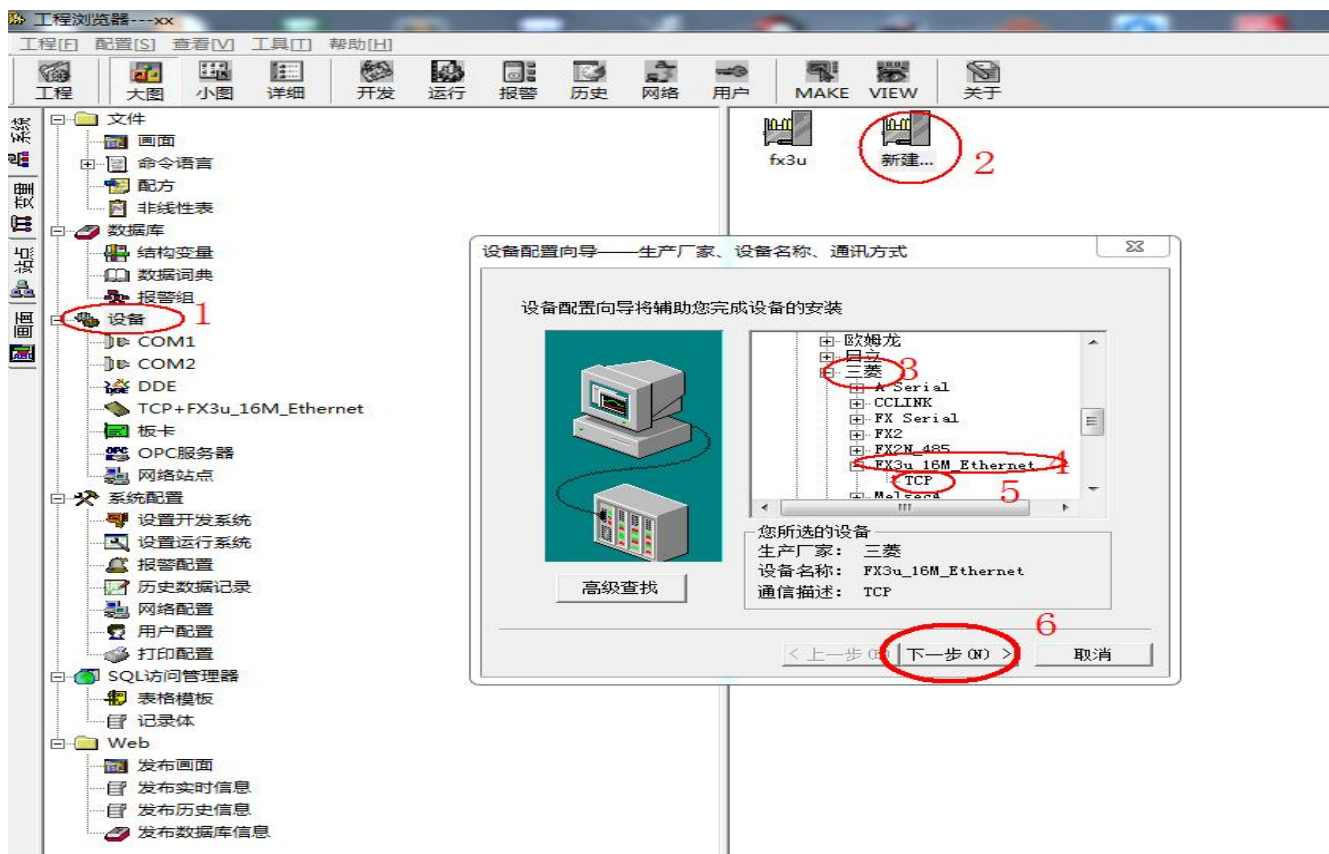 工程浏览器---xx
工程[F] 配置[S] 查看[V] 工具[T] 帮助[H]
工程 大图 小图 详细 开发 运行 报警 历史 网络 用户 MAKE VIEW 关于
系统
变量
站点
画面
文件
画面
命令语言
配方
非线性表
数据库
结构变量
数据词典
报警组
设备 1
COM1
COM2
DDE
TCP+FX3u_16M_Ethernet
板卡
OPC服务器
网络站点
系统配置
设置开发系统
设置运行系统
报警配置
历史数据记录
网络配置
用户配置
打印配置
SQL访问管理器
表格模板
记录体
Web
发布画面
发布实时信息
发布历史信息
发布数据库信息
fx3u 新建... 2
设备配置向导——生产厂家、设备名称、通讯方式
设备配置向导将辅助您完成设备的安装
欧姆龙
日立
三菱 3
A Serial
CCLINK
FX Serial
FX2
FX2N_485
FX3u_16M_Ethernet 4
TCP 5
高级查找
您所选的设备
生产厂家： 三菱
设备名称： FX3u_16M_Ethernet
通信描述： TCP
6
<上一步 下一步(N) > 取消